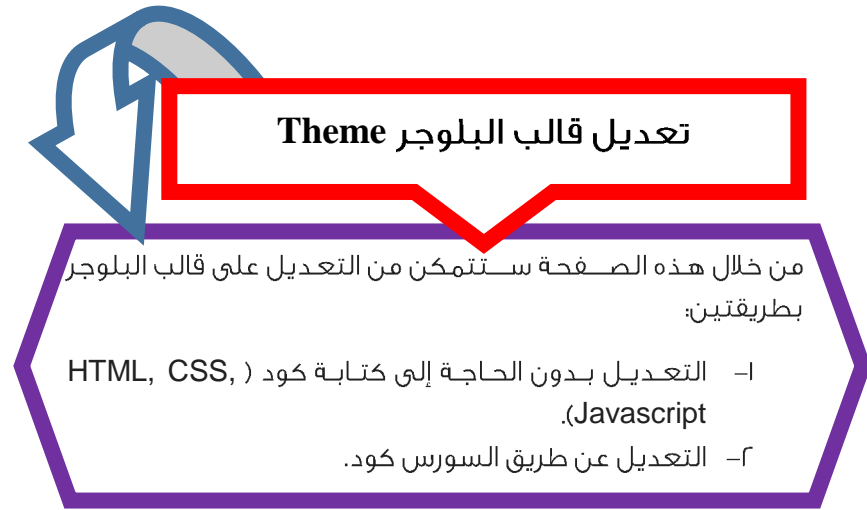 تعديل قالب البلوجر Theme
من خلال هذه الصفحة ستتمكن من التعديل على قالب البلوجر
بطريقتين:
١- التعديل بدون الحاجة إلى كتابة كود (HTML, CSS,
Javascript).
٢- التعديل عن طريق السورس كود.